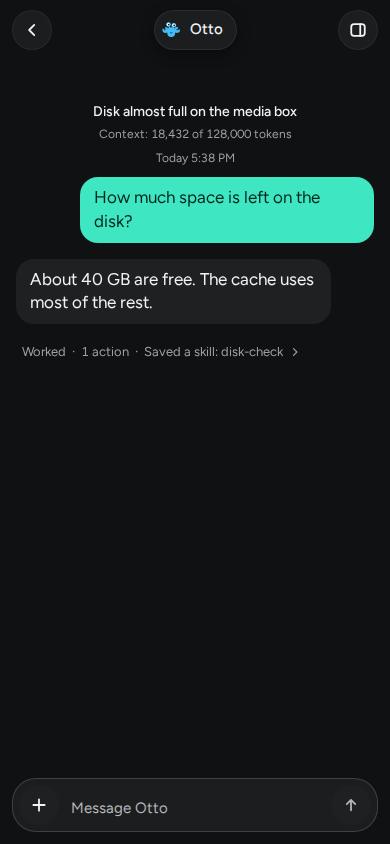 Otto
Disk almost full on the media box
Context: 18,432 of 128,000 tokens
Today 5:38 PM
How much space is left on the
disk?
About 40 GB are free. The cache uses
most of the rest.
Worked · 1 action · Saved a skill: disk-check
Message Otto